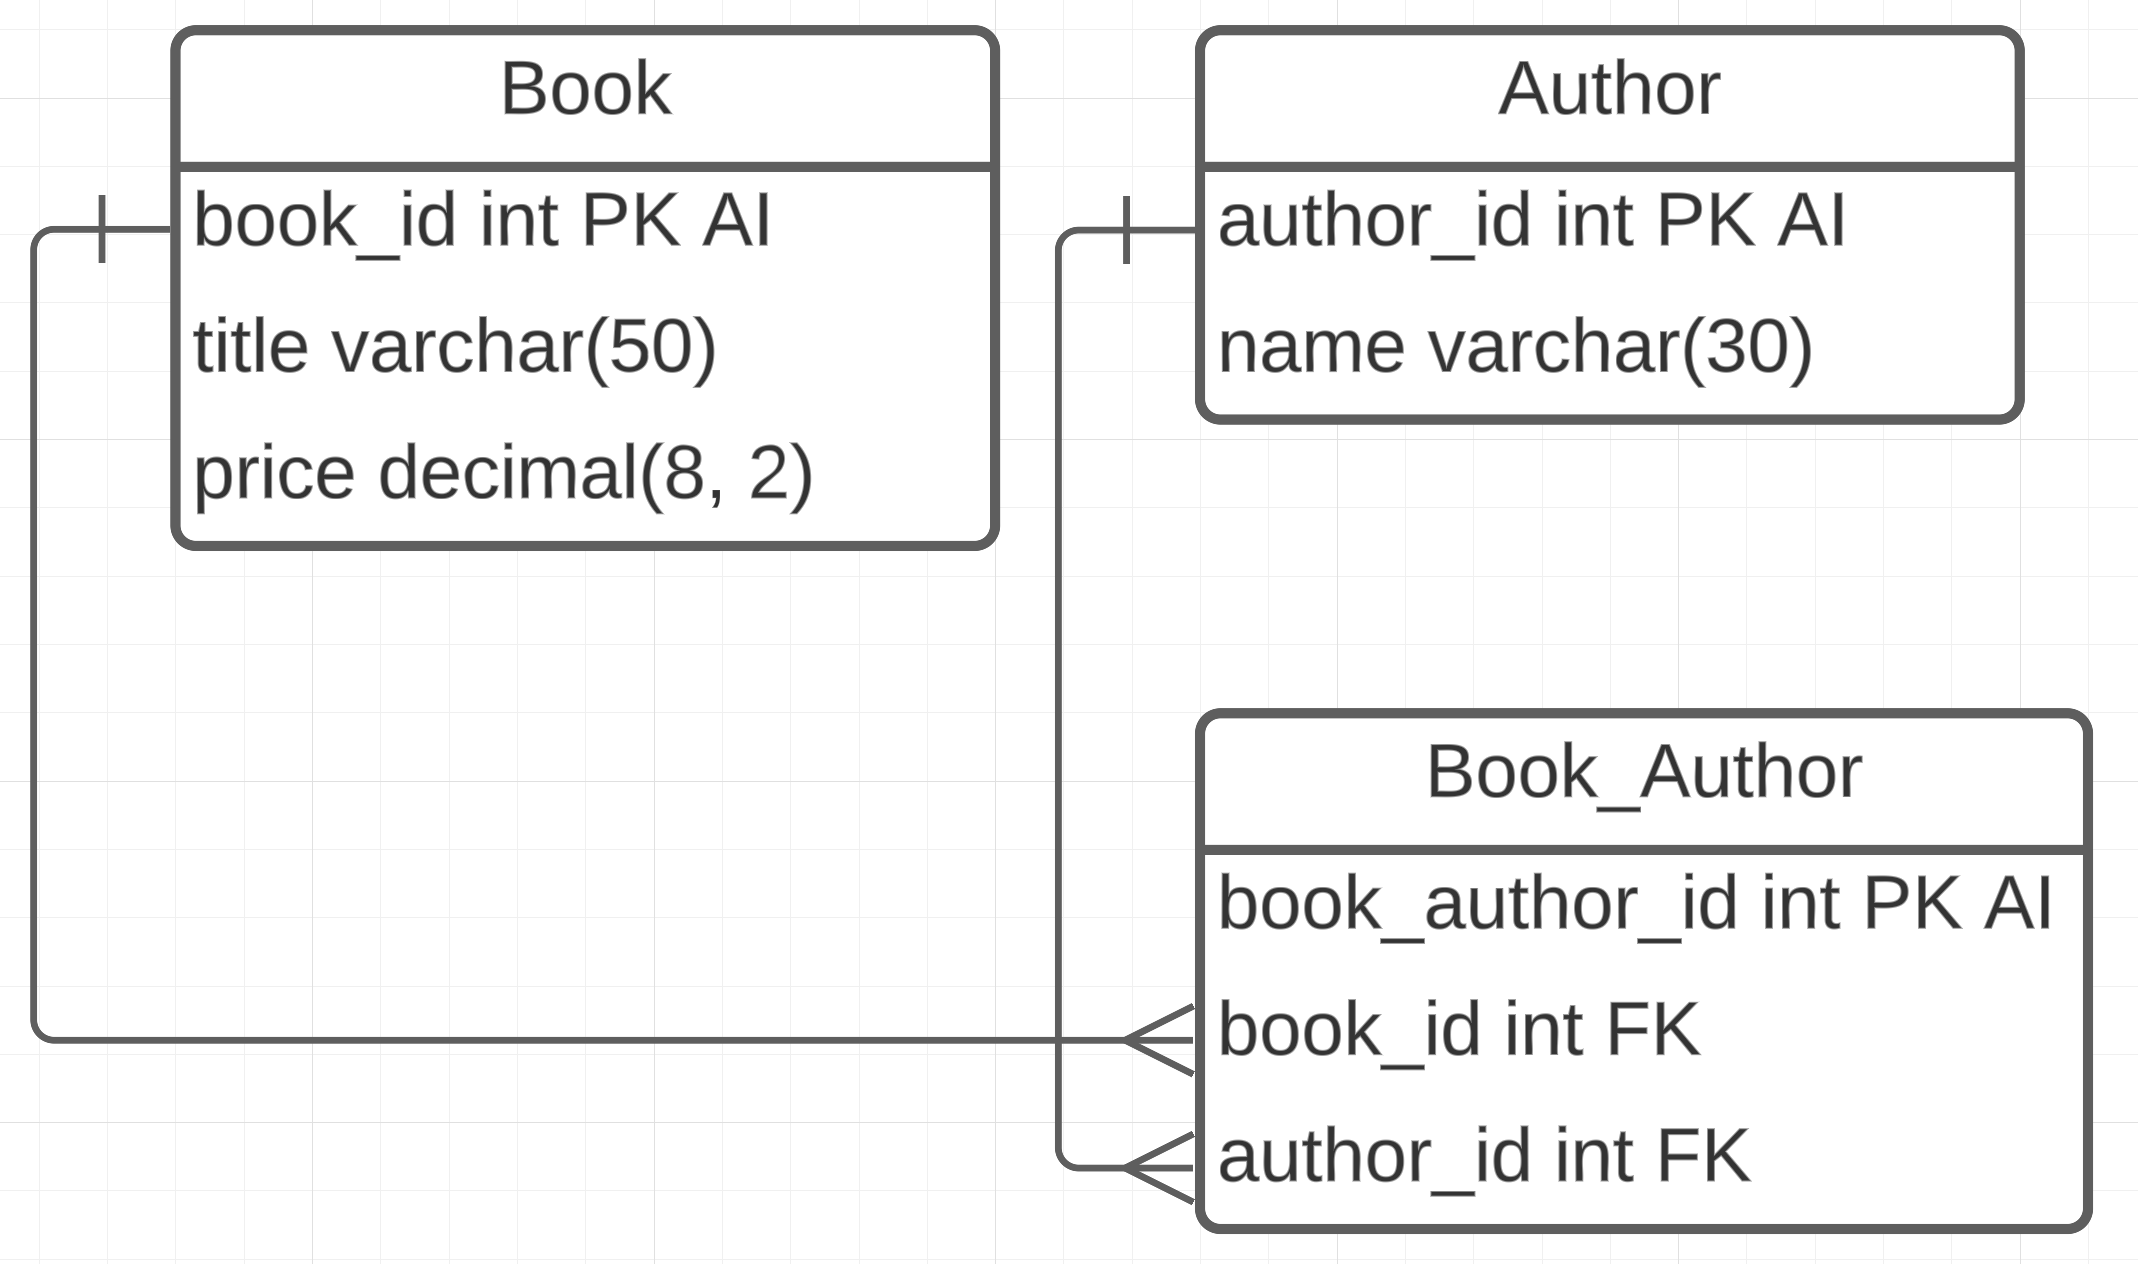 Book
book_id int PK AI
title varchar(50)
price decimal(8, 2)
Author
author_id int PK AI
name varchar(30)
Book_Author
book_author_id int PK AI
book_id int FK
author_id int FK